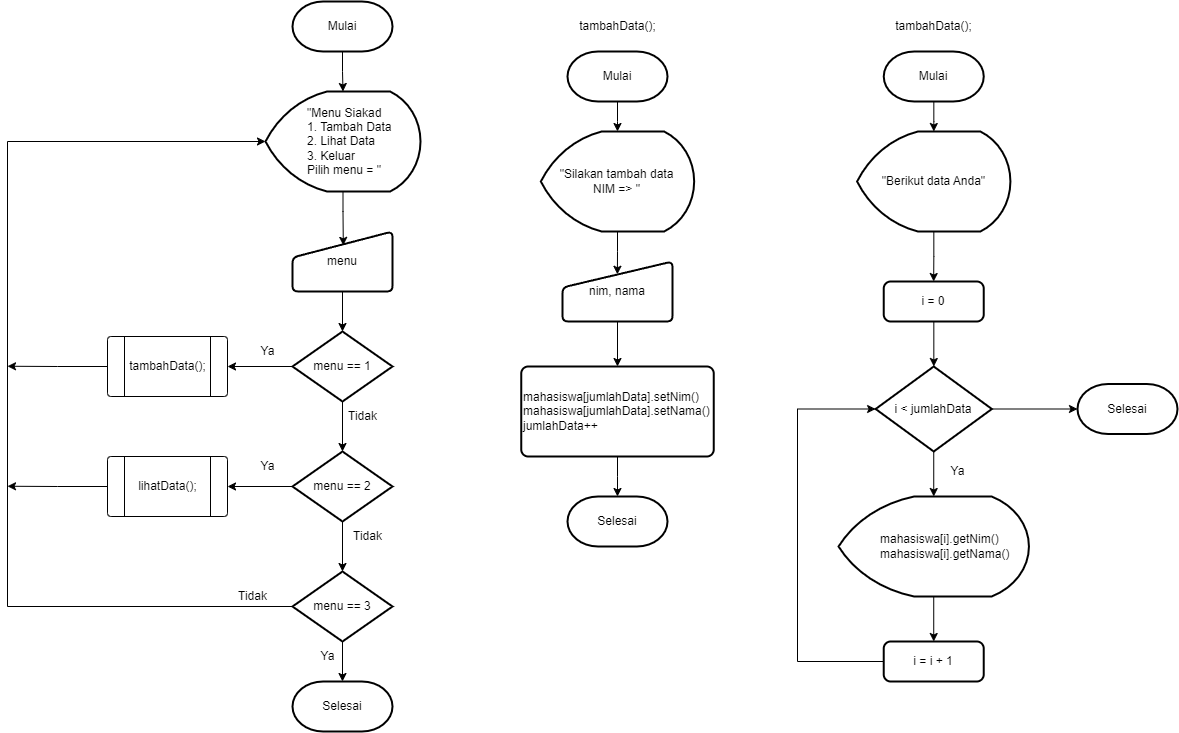 Mulai
"Menu Siakad
1. Tambah Data
2. Lihat Data
3. Keluar
Pilih menu = "
menu
menu == 1
Ya
tambahData();
Tidak
menu == 2
Ya
lihatData();
Tidak
menu == 3
Tidak
Ya
Selesai
tambahData();
Mulai
"Silakan tambah data
NIM => "
nim, nama
mahasiswa[jumlahData].setNim()
mahasiswa[jumlahData].setNama()
jumlahData++
Selesai
tambahData();
Mulai
"Berikut data Anda"
i = 0
i < jumlahData
Selesai
Ya
mahasiswa[i].getNim()
mahasiswa[i].getNama()
i = i + 1